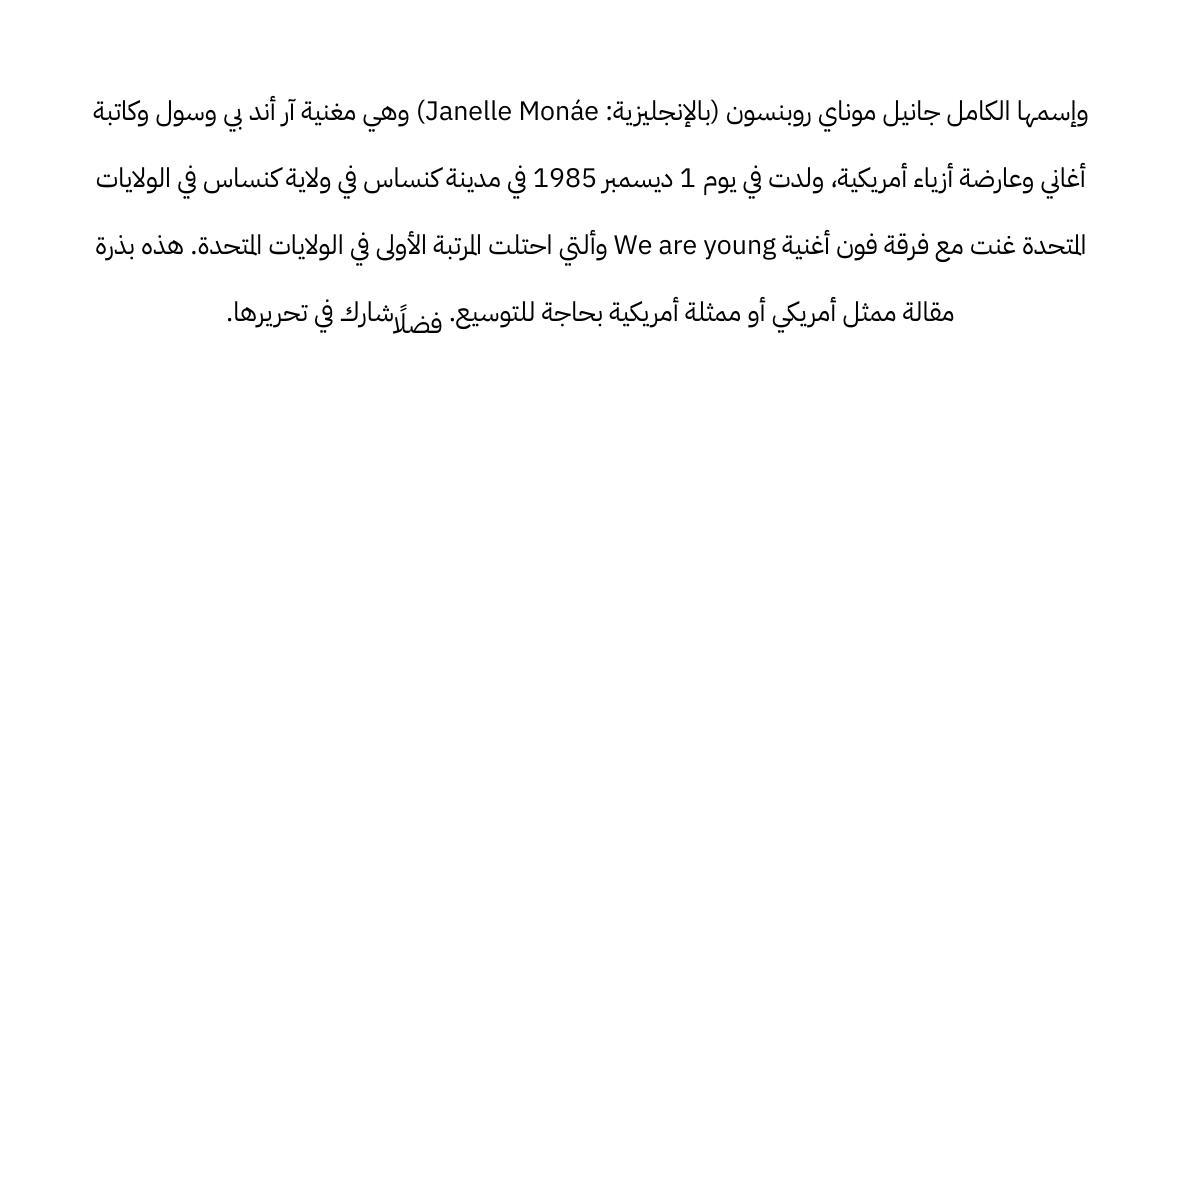 وإسمها الكامل جانيل موناي روبنسون (بالإنجليزية: Janelle Monáe) وهي مغنية آر أند بي وسول وكاتبة
أغاني وعارضة أزياء أمريكية، ولدت في يوم 1 ديسمبر 1985 في مدينة كنساس في ولاية كنساس في الولايات
المتحدة غنت مع فرقة فون أغنية We are young وألتي احتلت المرتبة الأولى في الولايات المتحدة. هذه بذرة
مقالة ممثل أمريكي أو ممثلة أمريكية بحاجة للتوسيع. فضلًا شارك في تحريرها.